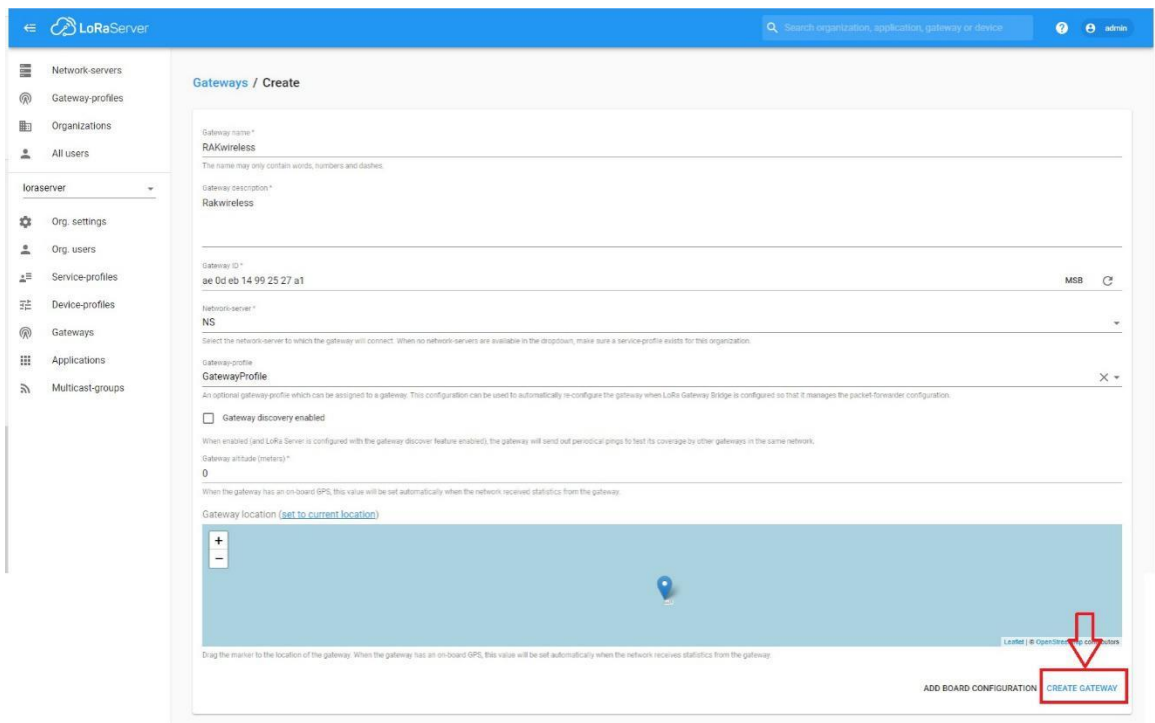 LoRaServer
Search organization, application, gateway or device
?
admin
Network-servers
Gateway-profiles
Organizations
All users
loraserver
Org. settings
Org. users
Service-profiles
Device-profiles
Gateways
Applications
Multicast-groups
Gateways / Create
Gateway name *
RAKwireless
The name may only contain words, numbers and dashes.
Gateway description *
Rakwireless
Gateway ID *
ae 0d eb 14 99 25 27 a1
MSB
Network-server *
NS
Select the network-server to which the gateway will connect. When no network-servers are available in the dropdown, make sure a service-profile exists for this organization.
Gateway-profile
GatewayProfile
An optional gateway-profile which can be assigned to a gateway. This configuration can be used to automatically re-configure the gateway when LoRa Gateway Bridge is configured so that it manages the packet-forwarder configuration.
Gateway discovery enabled
When enabled (and LoRa Server is configured with the gateway discover feature enabled), the gateway will send out periodical pings to test its coverage by other gateways in the same network.
Gateway altitude (meters) *
0
When the gateway has an on-board GPS, this value will be set automatically when the network received statistics from the gateway.
Gateway location (set to current location)
+
−
Leaflet | ©
Drag the marker to the location of the gateway. When the gateway has an on-board GPS, this value will be set automatically when the network receives statistics from the gateway.
ADD BOARD CONFIGURATION CREATE GATEWAY